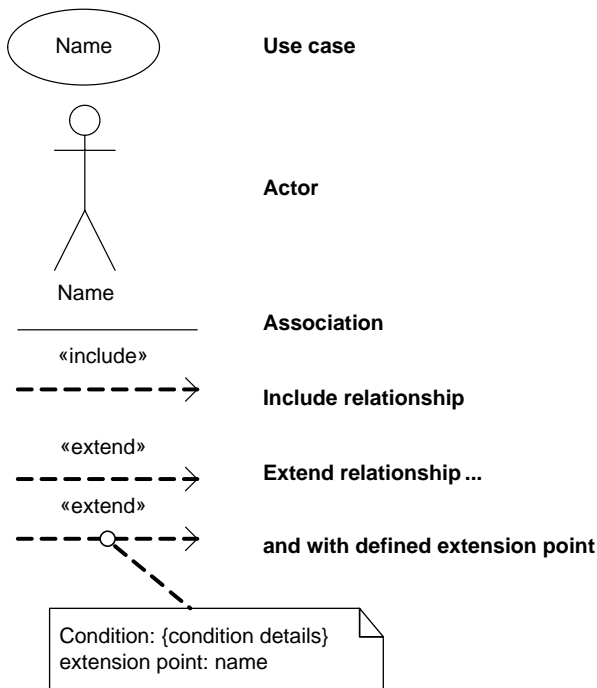 Name
Use case
Actor
Name
Association
«include»
Include relationship
«extend»
Extend relationship ...
«extend»
and with defined extension point
Condition: {condition details}
extension point: name